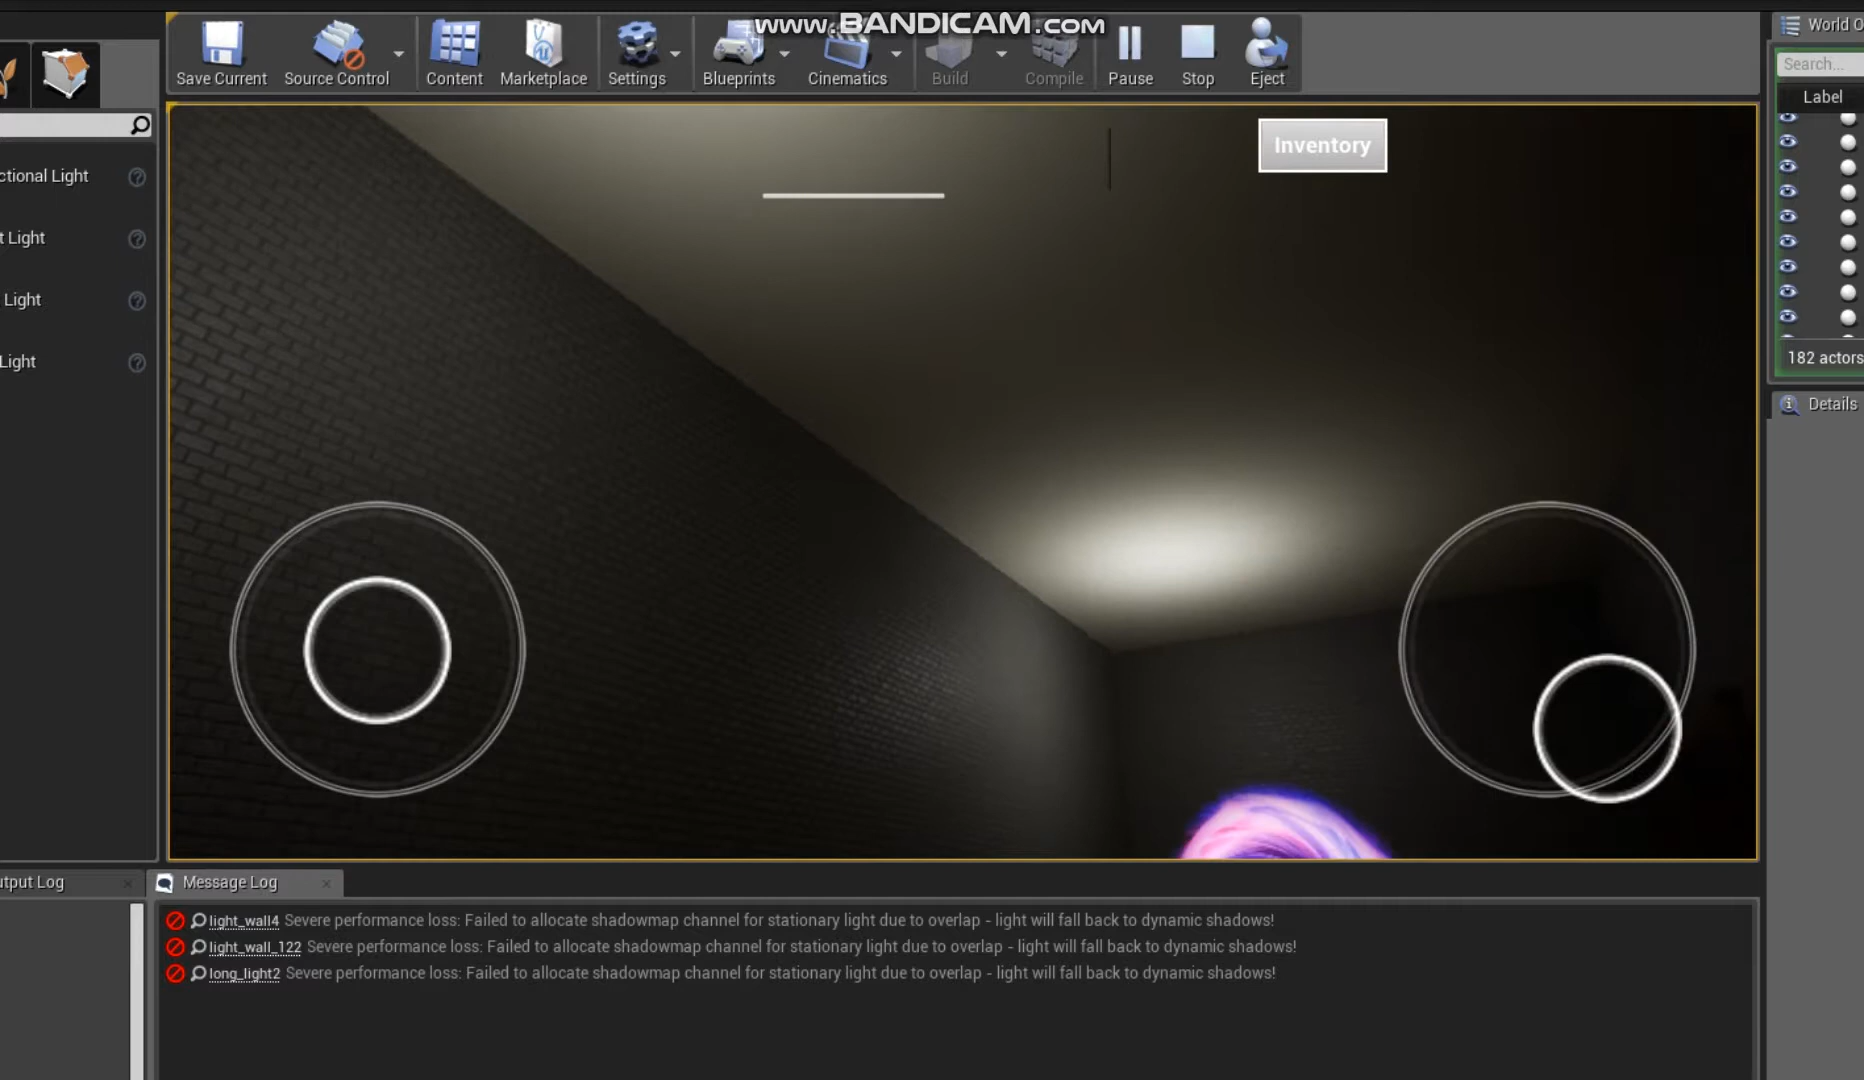 www.BANDICAM.com
World O
Save Current
Source Control
Content
Marketplace
Settings
Blueprints
Cinematics
Build
Compile
Pause
Stop
Eject
Search...
Label
Inventory
ctional Light
t Light
Light
Light
182 actors
Details
utput Log
Message Log
light_wall4 Severe performance loss: Failed to allocate shadowmap channel for stationary light due to overlap - light will fall back to dynamic shadows!
light_wall_122 Severe performance loss: Failed to allocate shadowmap channel for stationary light due to overlap - light will fall back to dynamic shadows!
long_light2 Severe performance loss: Failed to allocate shadowmap channel for stationary light due to overlap - light will fall back to dynamic shadows!